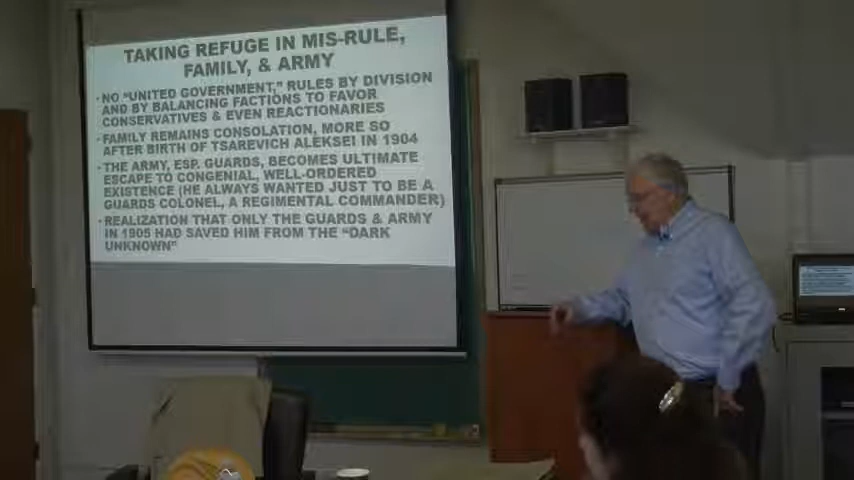 TAKING REFUGE IN MIS-RULE,
FAMILY, & ARMY
• NO "UNITED GOVERNMENT," RULES BY DIVISION
AND BY BALANCING FACTIONS TO FAVOR
CONSERVATIVES & EVEN REACTIONARIES
• FAMILY REMAINS CONSOLATION, MORE SO
AFTER BIRTH OF TSAREVICH ALEKSEI IN 1904
• THE ARMY, ESP. GUARDS, BECOMES ULTIMATE
ESCAPE TO CONGENIAL, WELL-ORDERED
EXISTENCE (HE ALWAYS WANTED JUST TO BE A
GUARDS COLONEL, A REGIMENTAL COMMANDER)
• REALIZATION THAT ONLY THE GUARDS & ARMY
IN 1905 HAD SAVED HIM FROM THE "DARK
UNKNOWN"